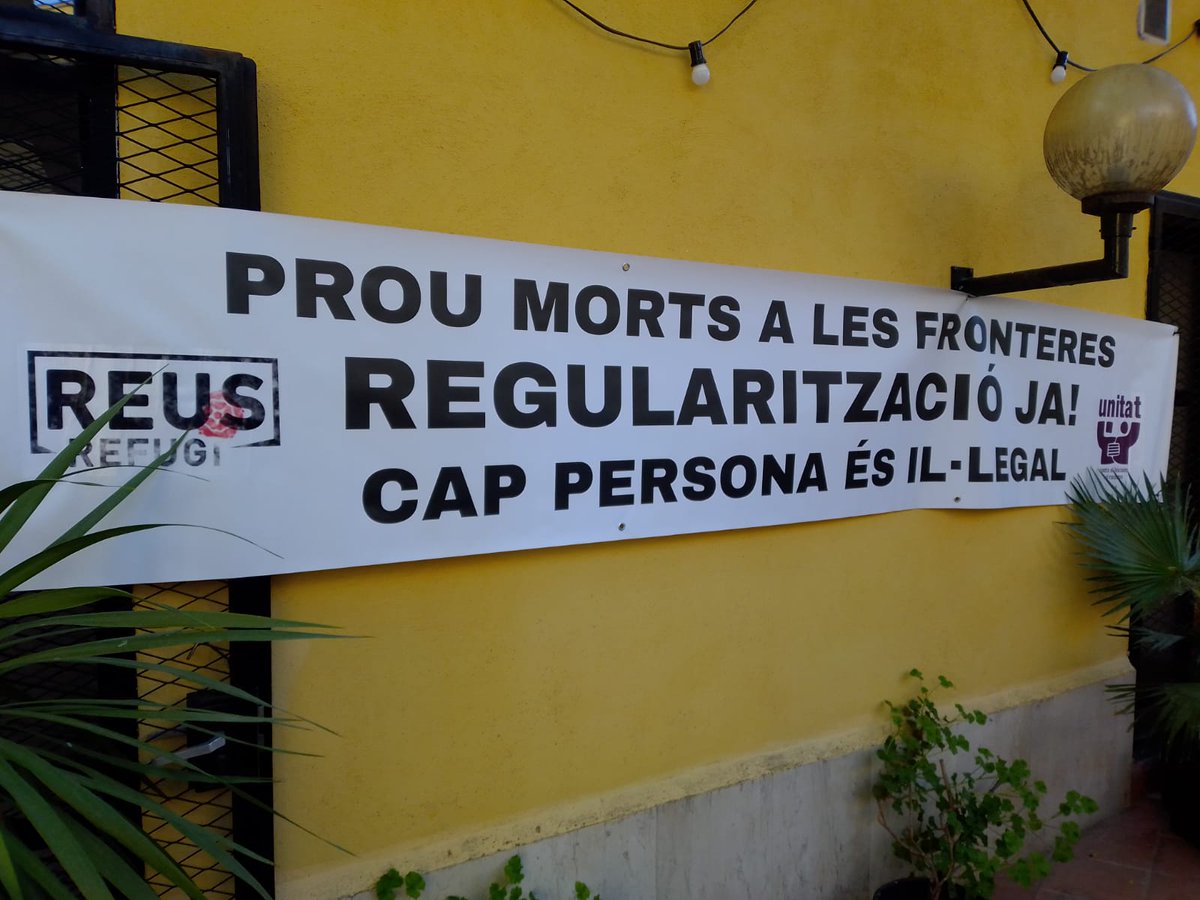 PROU MORTS A LES FRONTERES
REGULARITZACIÓ JA!
CAP PERSONA ÉS IL·LEGAL
REUS
REFUGI
unitat